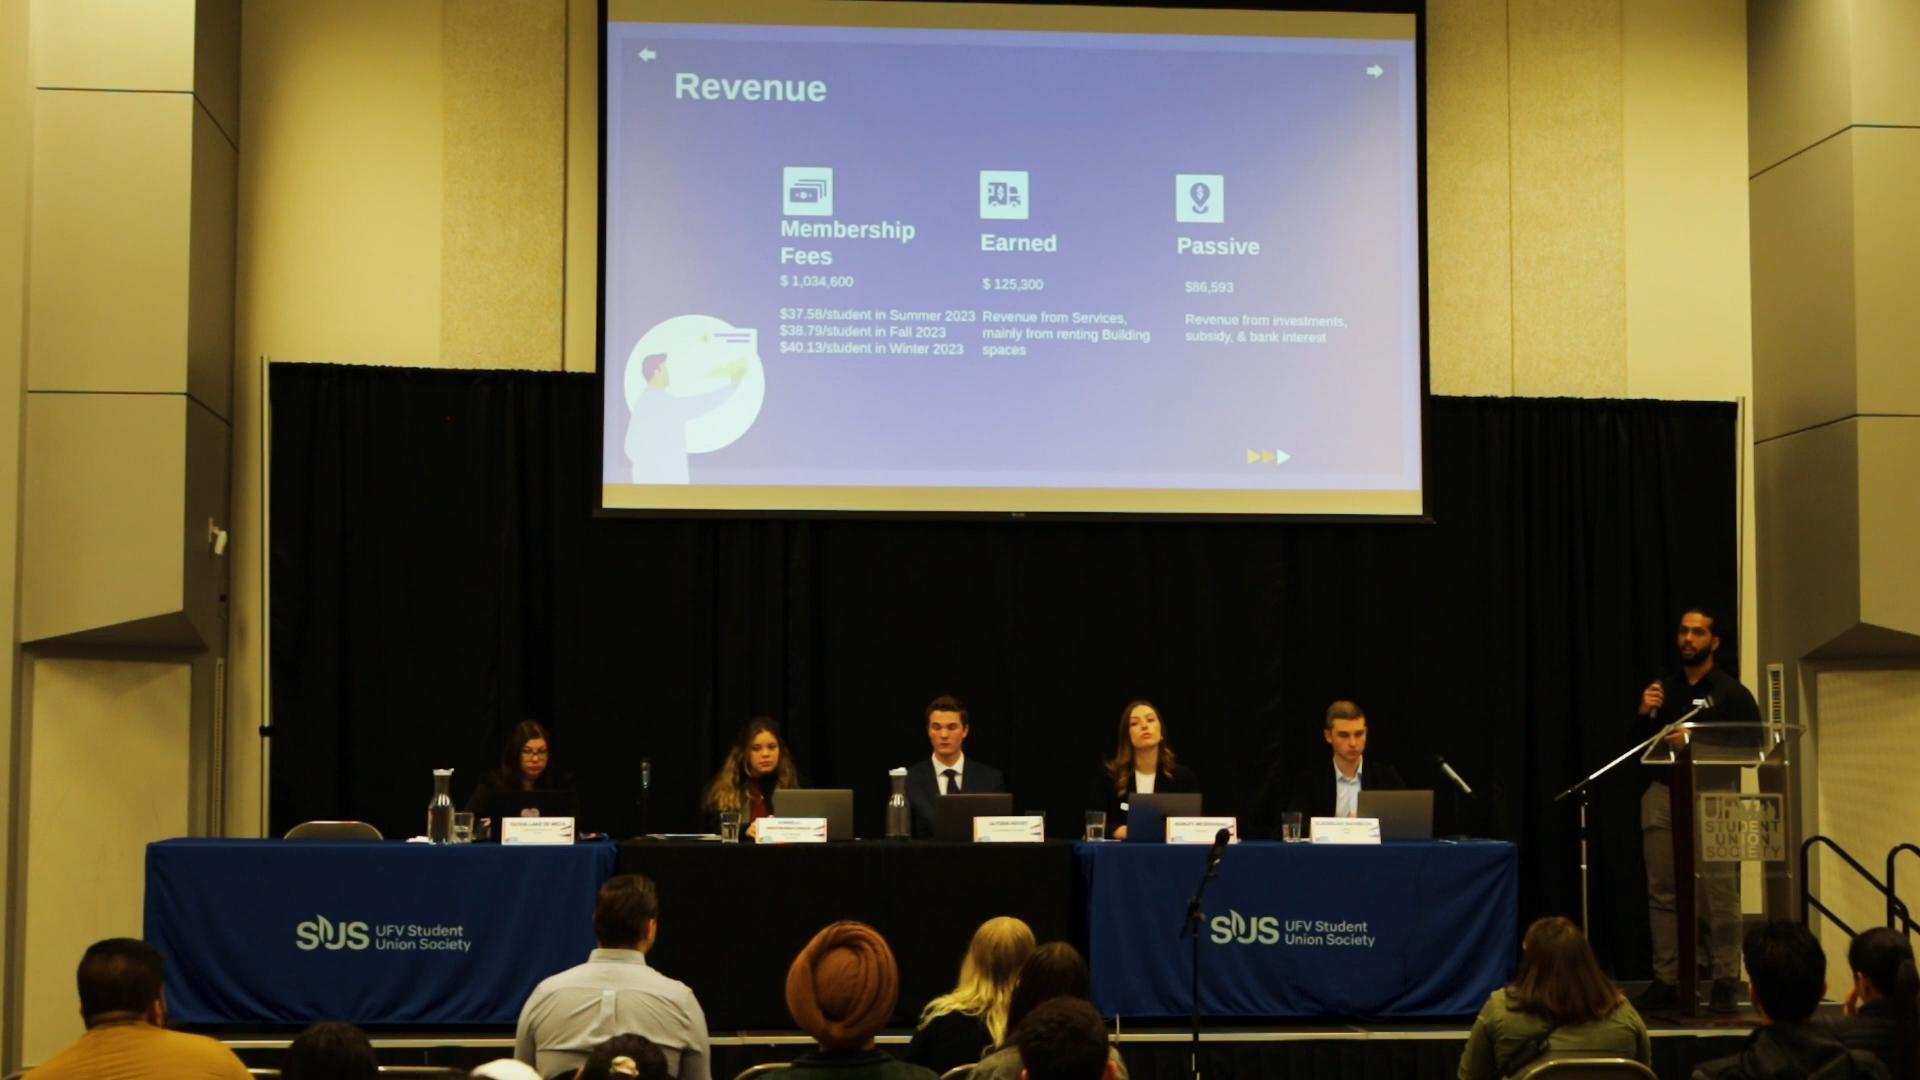 Revenue
Membership
Fees
$ 1,034,600
$37.58/student in Summer 2023
$38.79/student in Fall 2023
$40.13/student in Winter 2023
Earned
$ 125,300
Revenue from Services,
mainly from renting Building
spaces
Passive
$86,593
Revenue from investments,
subsidy, & bank interest
SUS UFV Student
Union Society
SUS UFV Student
Union Society
STUDENT
UNION
SOCIETY